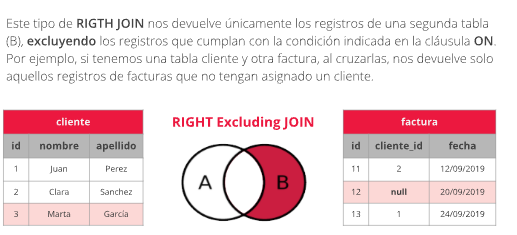 Este tipo de RIGTH JOIN nos devuelve únicamente los registros de una segunda tabla
(B), excluyendo los registros que cumplan con la condición indicada en la cláusula ON.
Por ejemplo, si tenemos una tabla cliente y otra factura, al cruzarlas, nos devuelve solo
aquellos registros de facturas que no tengan asignado un cliente.
cliente
id nombre apellido
1 Juan Perez
2 Clara Sanchez
3 Marta García
RIGHT Excluding JOIN
A B
factura
id cliente_id fecha
11 2 12/09/2019
12 null 20/09/2019
13 1 24/09/2019